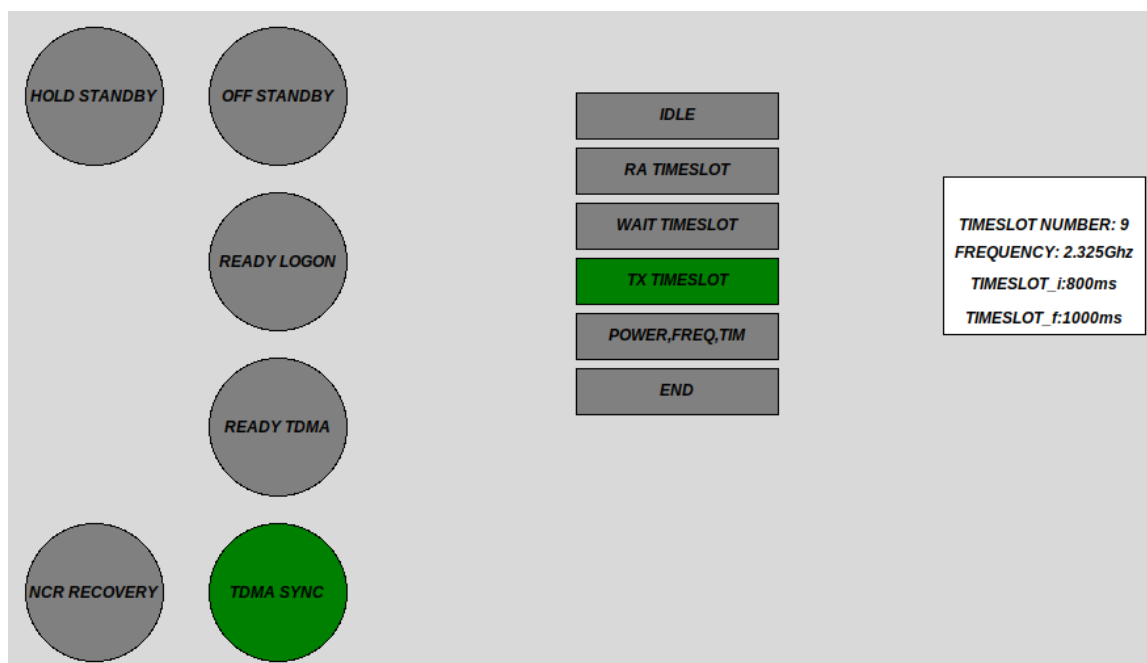 HOLD STANDBY
OFF STANDBY
READY LOGON
READY TDMA
NCR RECOVERY
TDMA SYNC
IDLE
RA TIMESLOT
WAIT TIMESLOT
TX TIMESLOT
POWER,FREQ,TIM
END
TIMESLOT NUMBER: 9
FREQUENCY: 2.325Ghz
TIMESLOT_i:800ms
TIMESLOT_f:1000ms